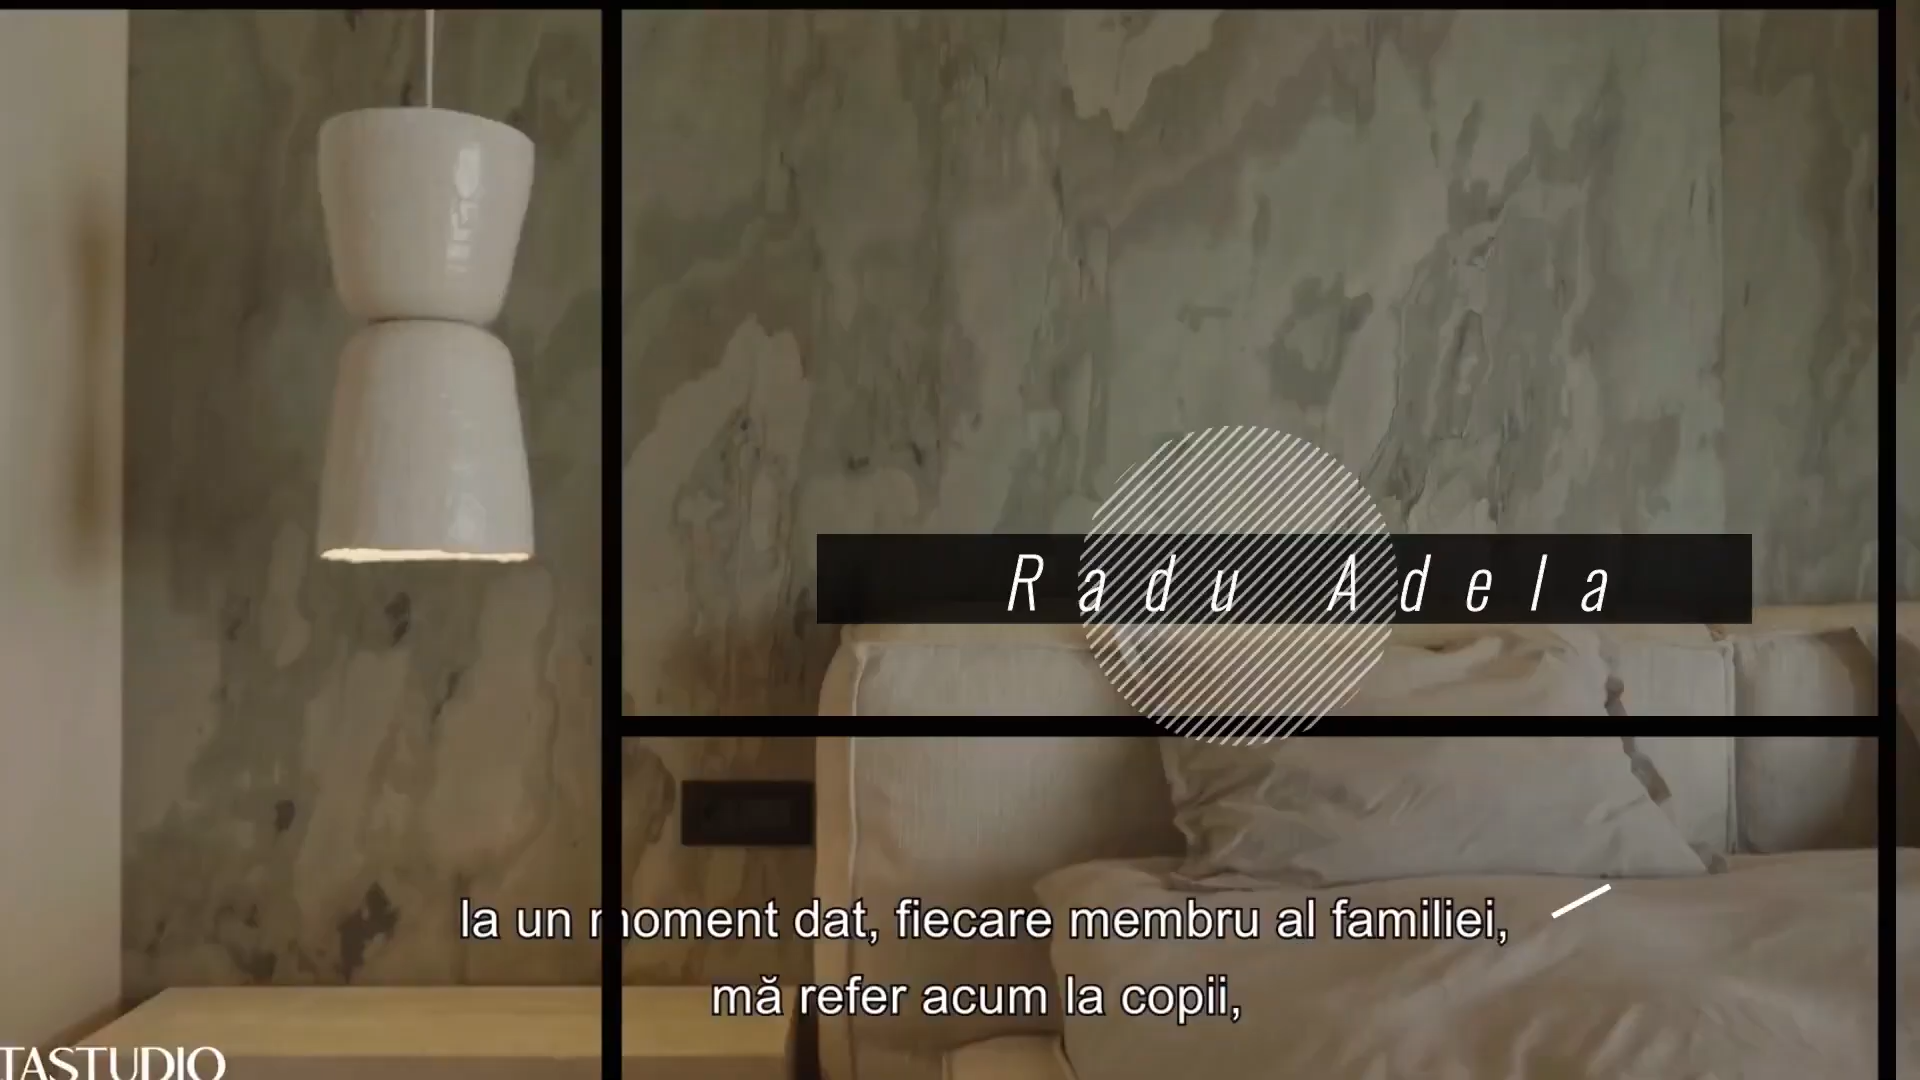 Radu Adela
la un moment dat, fiecare membru al familiei,
mă refer acum la copii,
TASTUDIO